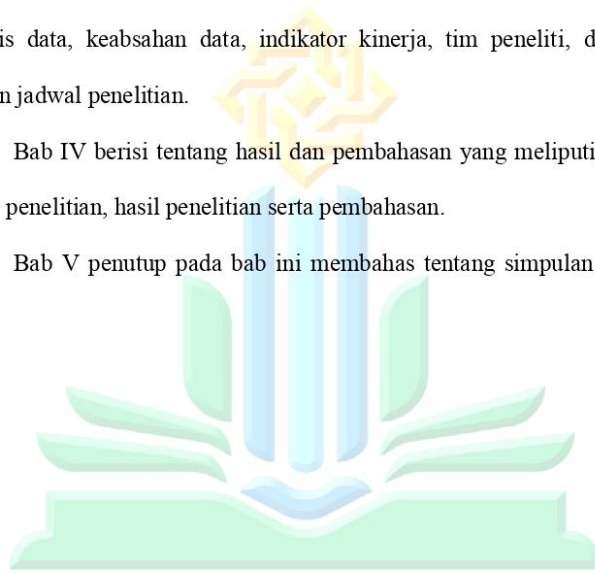 is data, keabsahan data, indikator kinerja, tim peneliti, d
n jadwal penelitian.
Bab IV berisi tentang hasil dan pembahasan yang meliputi
penelitian, hasil penelitian serta pembahasan.
Bab V penutup pada bab ini membahas tentang simpulan